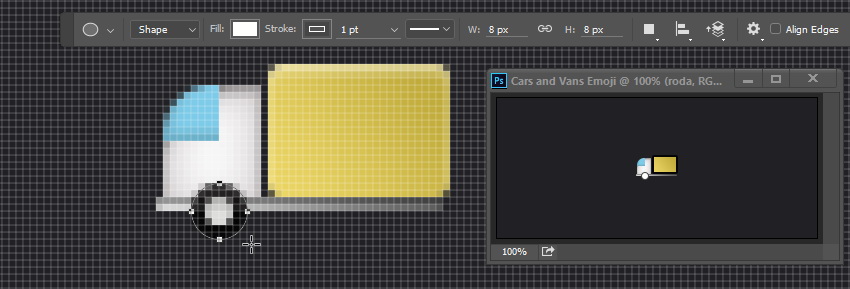 Shape Fill: Stroke: 1 pt W: 8 px H: 8 px Align Edges
Ps Cars and Vans Emoji @ 100% (roda, RG...
100%